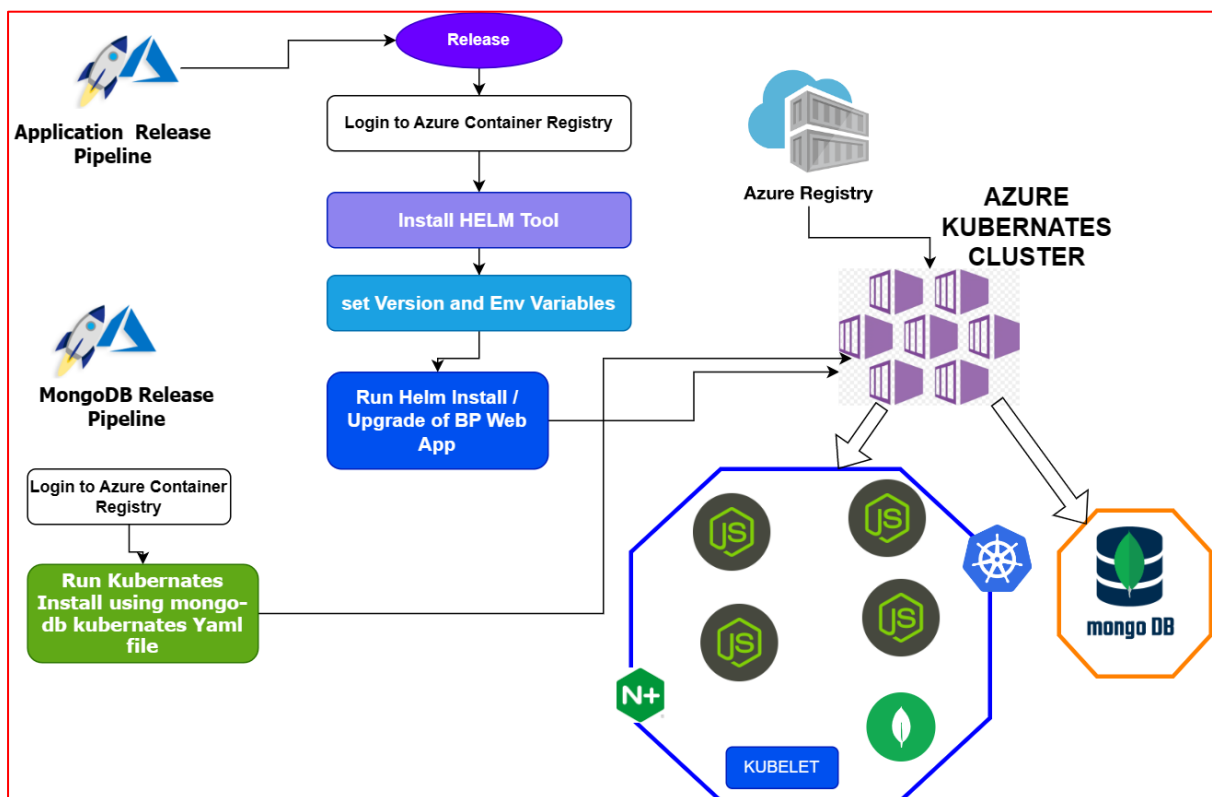 Release
Application Release
Pipeline
Login to Azure Container Registry
Install HELM Tool
set Version and Env Variables
Run Helm Install /
Upgrade of BP Web
App
MongoDB Release
Pipeline
Login to Azure Container
Registry
Run Kubernates
Install using mongo-
db kubernates Yaml
file
Azure Registry
AZURE
KUBERNATES
CLUSTER
JS
JS
JS
JS
N+
KUBELET
mongo DB